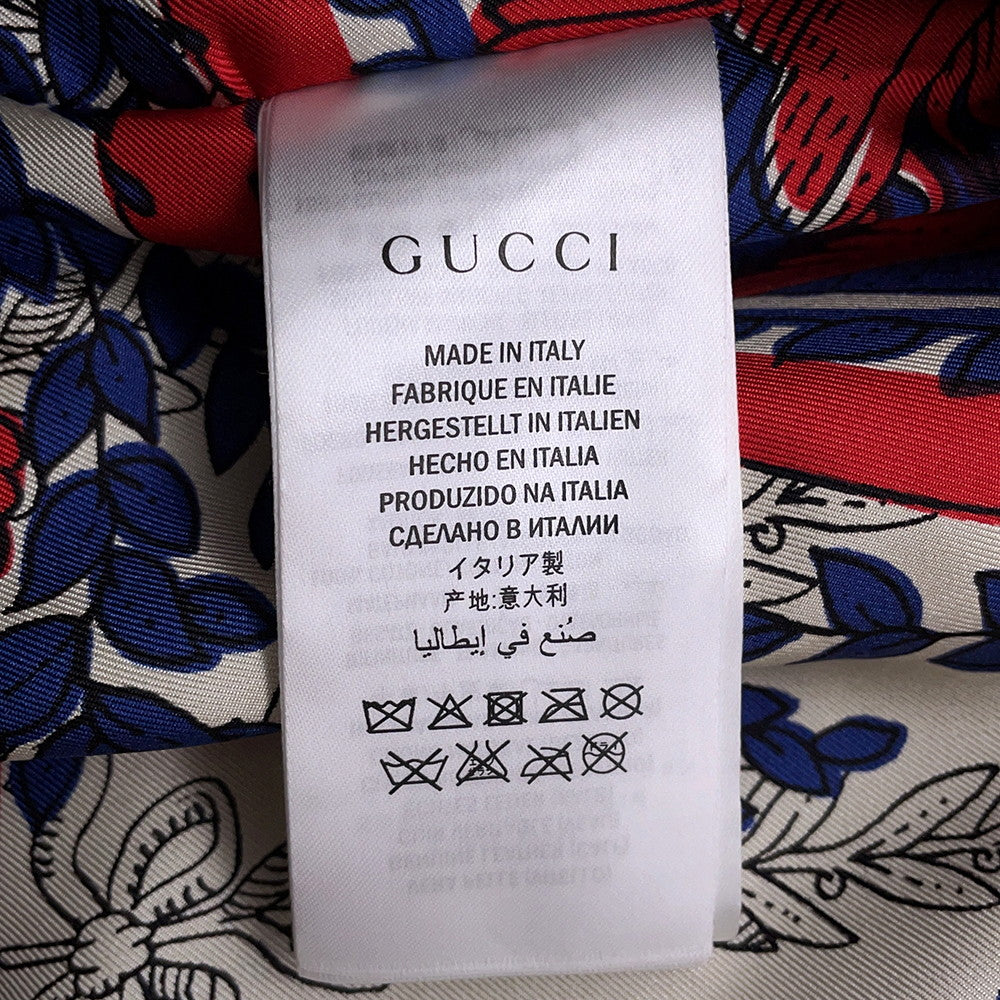 GUCCI
MADE IN ITALY
FABRIQUE EN ITALIE
HERGESTELLT IN ITALIEN
HECHO EN ITALIA
PRODUZIDO NA ITALIA
СДЕЛАНО В ИТАЛИИ
イタリア製
产地:意大利
صُنع في إيطاليا